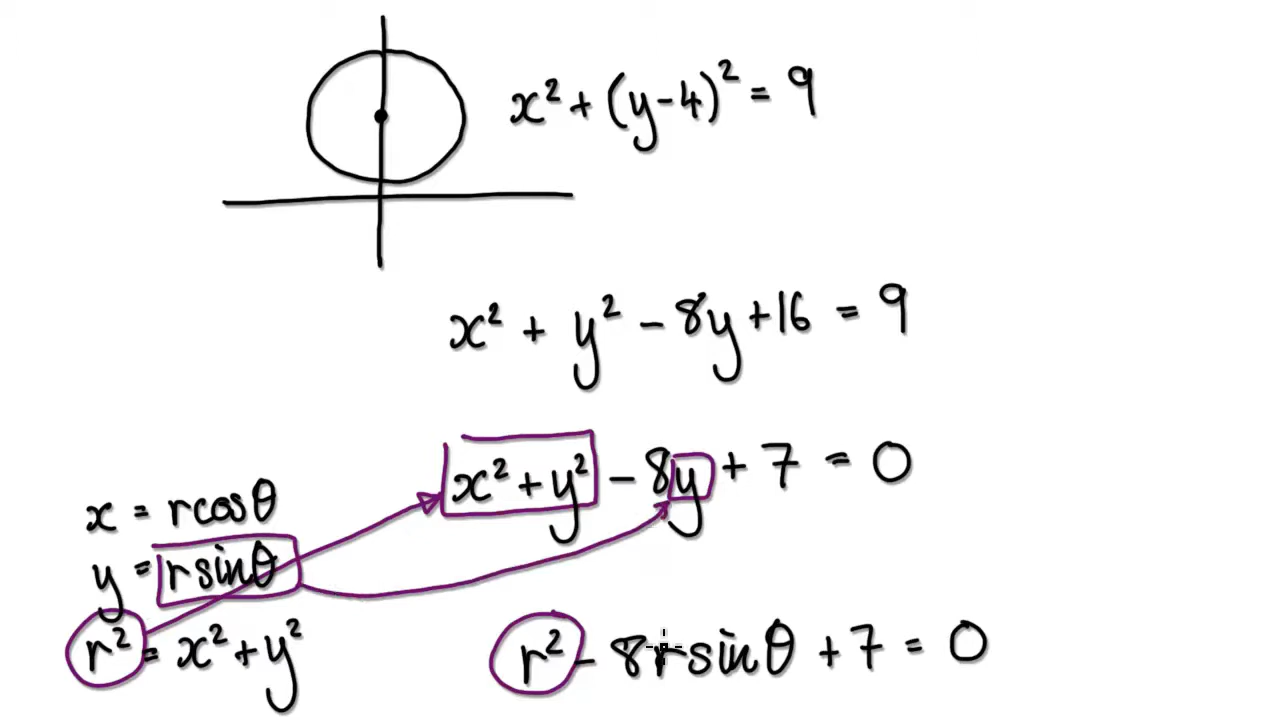 x² + (y-4)² = 9
x² + y² - 8y + 16 = 9
x² + y² - 8y + 7 = 0
x = rcosθ
y = rsinθ
r² = x² + y²
r² - 8rsinθ + 7 = 0